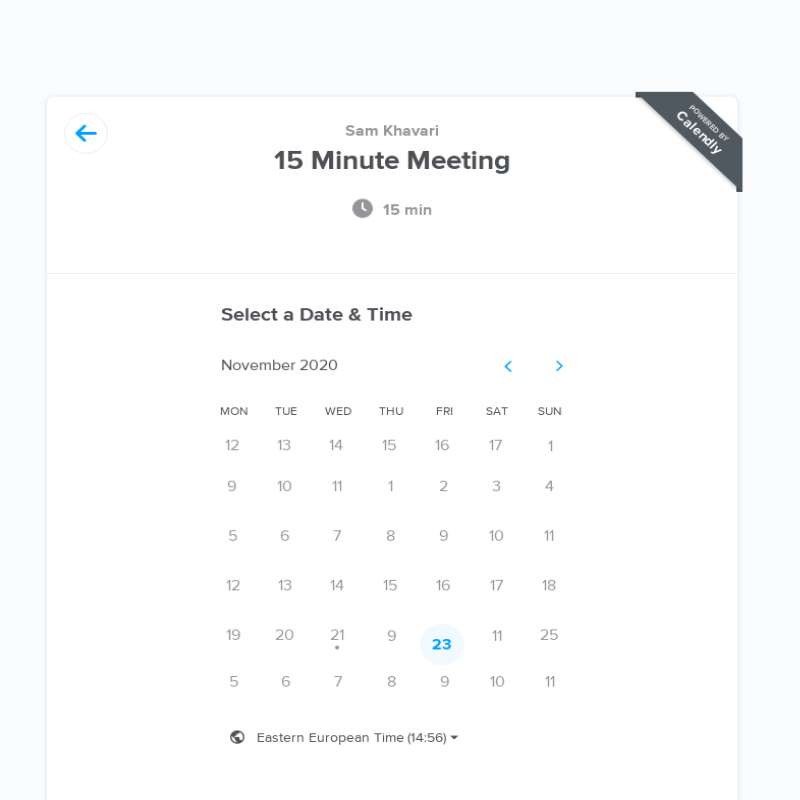 POWERED BY
Calendly
Sam Khavari
15 Minute Meeting
15 min
Select a Date & Time
November 2020
MON TUE WED THU FRI SAT SUN
12 13 14 15 16 17 1
9 10 11 1 2 3 4
5 6 7 8 9 10 11
12 13 14 15 16 17 18
19 20 21 9 23 11 25
5 6 7 8 9 10 11
Eastern European Time (14:56)